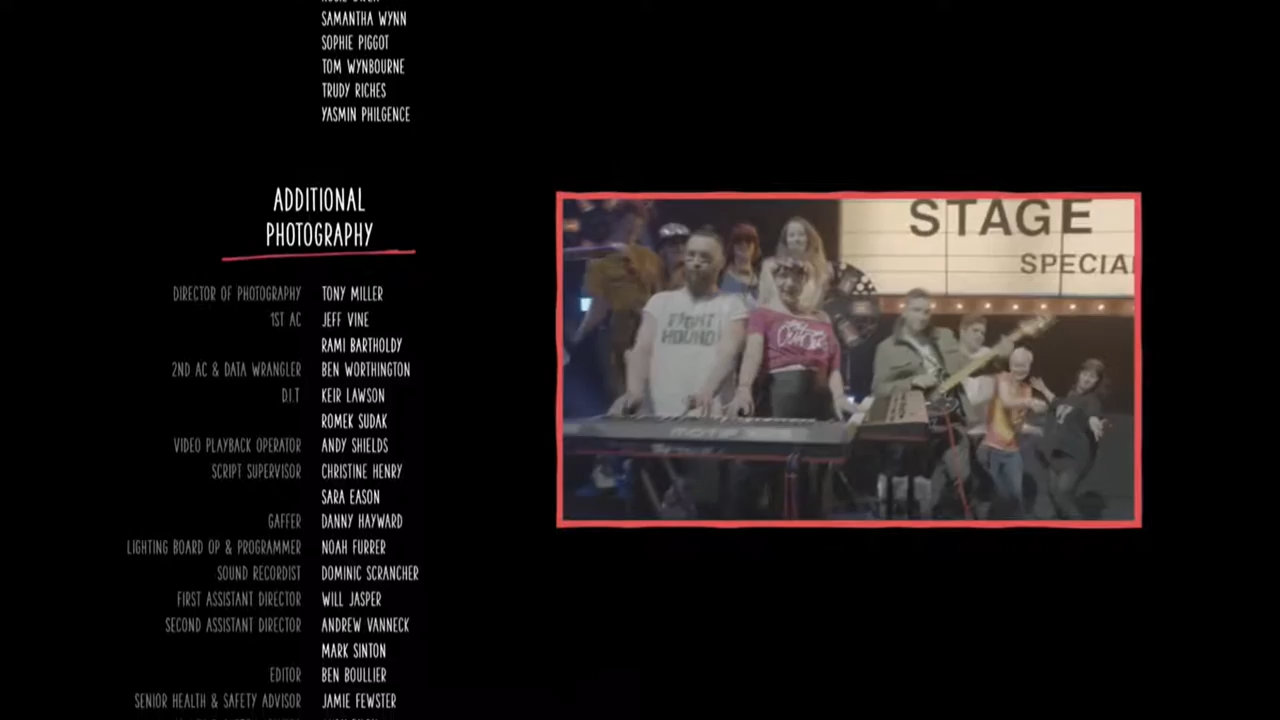 SAMANTHA WYNN
SOPHIE PIGGOT
TOM WYNBOURNE
TRUDY RICHES
YASMIN PHILGENCE
ADDITIONAL
PHOTOGRAPHY
DIRECTOR OF PHOTOGRAPHY TONY MILLER
1ST AC JEFF VINE
RAMI BARTHOLDY
2ND AC & DATA WRANGLER BEN WORTHINGTON
D.I.T KEIR LAWSON
ROMEK SUDAK
VIDEO PLAYBACK OPERATOR ANDY SHIELDS
SCRIPT SUPERVISOR CHRISTINE HENRY
SARA EASON
GAFFER DANNY HAYWARD
LIGHTING BOARD OP & PROGRAMMER NOAH FURRER
SOUND RECORDIST DOMINIC SCRANCHER
FIRST ASSISTANT DIRECTOR WILL JASPER
SECOND ASSISTANT DIRECTOR ANDREW VANNECK
MARK SINTON
EDITOR BEN BOULLIER
SENIOR HEALTH & SAFETY ADVISOR JAMIE FEWSTER
STAGE
SPECIA